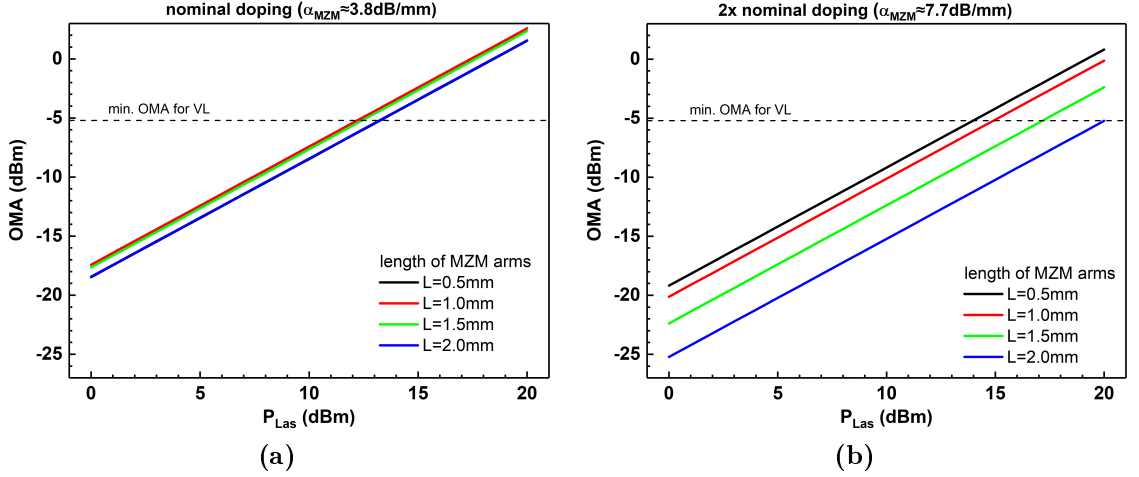 nominal doping (αMZM≈3.8dB/mm)
0
-5
-10
-15
-20
-25
OMA (dBm)
min. OMA for VL
length of MZM arms
L=0.5mm
L=1.0mm
L=1.5mm
L=2.0mm
0 5 10 15 20
PLas (dBm)
(a)
2x nominal doping (αMZM≈7.7dB/mm)
0
-5
-10
-15
-20
-25
OMA (dBm)
min. OMA for VL
length of MZM arms
L=0.5mm
L=1.0mm
L=1.5mm
L=2.0mm
0 5 10 15 20
PLas (dBm)
(b)